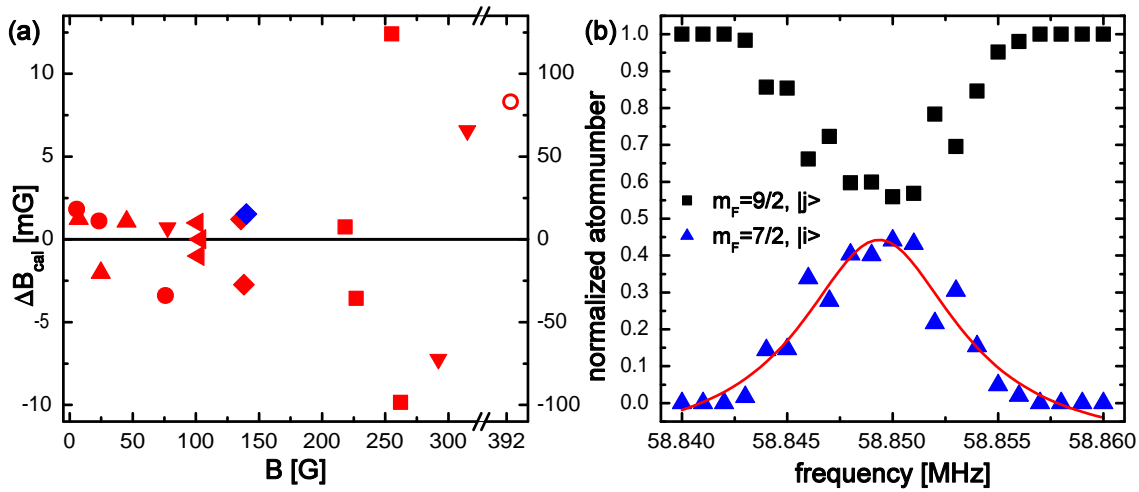 (a)
10
5
0
-5
-10
ΔB_cal [mG]
100
50
0
-50
-100
0 50 100 150 200 250 300 392
B [G]
(b)
1.0
0.9
0.8
0.7
0.6
0.5
0.4
0.3
0.2
0.1
0.0
normalized atomnumber
m_F=9/2, |j>
m_F=7/2, |i>
58.840 58.845 58.850 58.855 58.860
frequency [MHz]